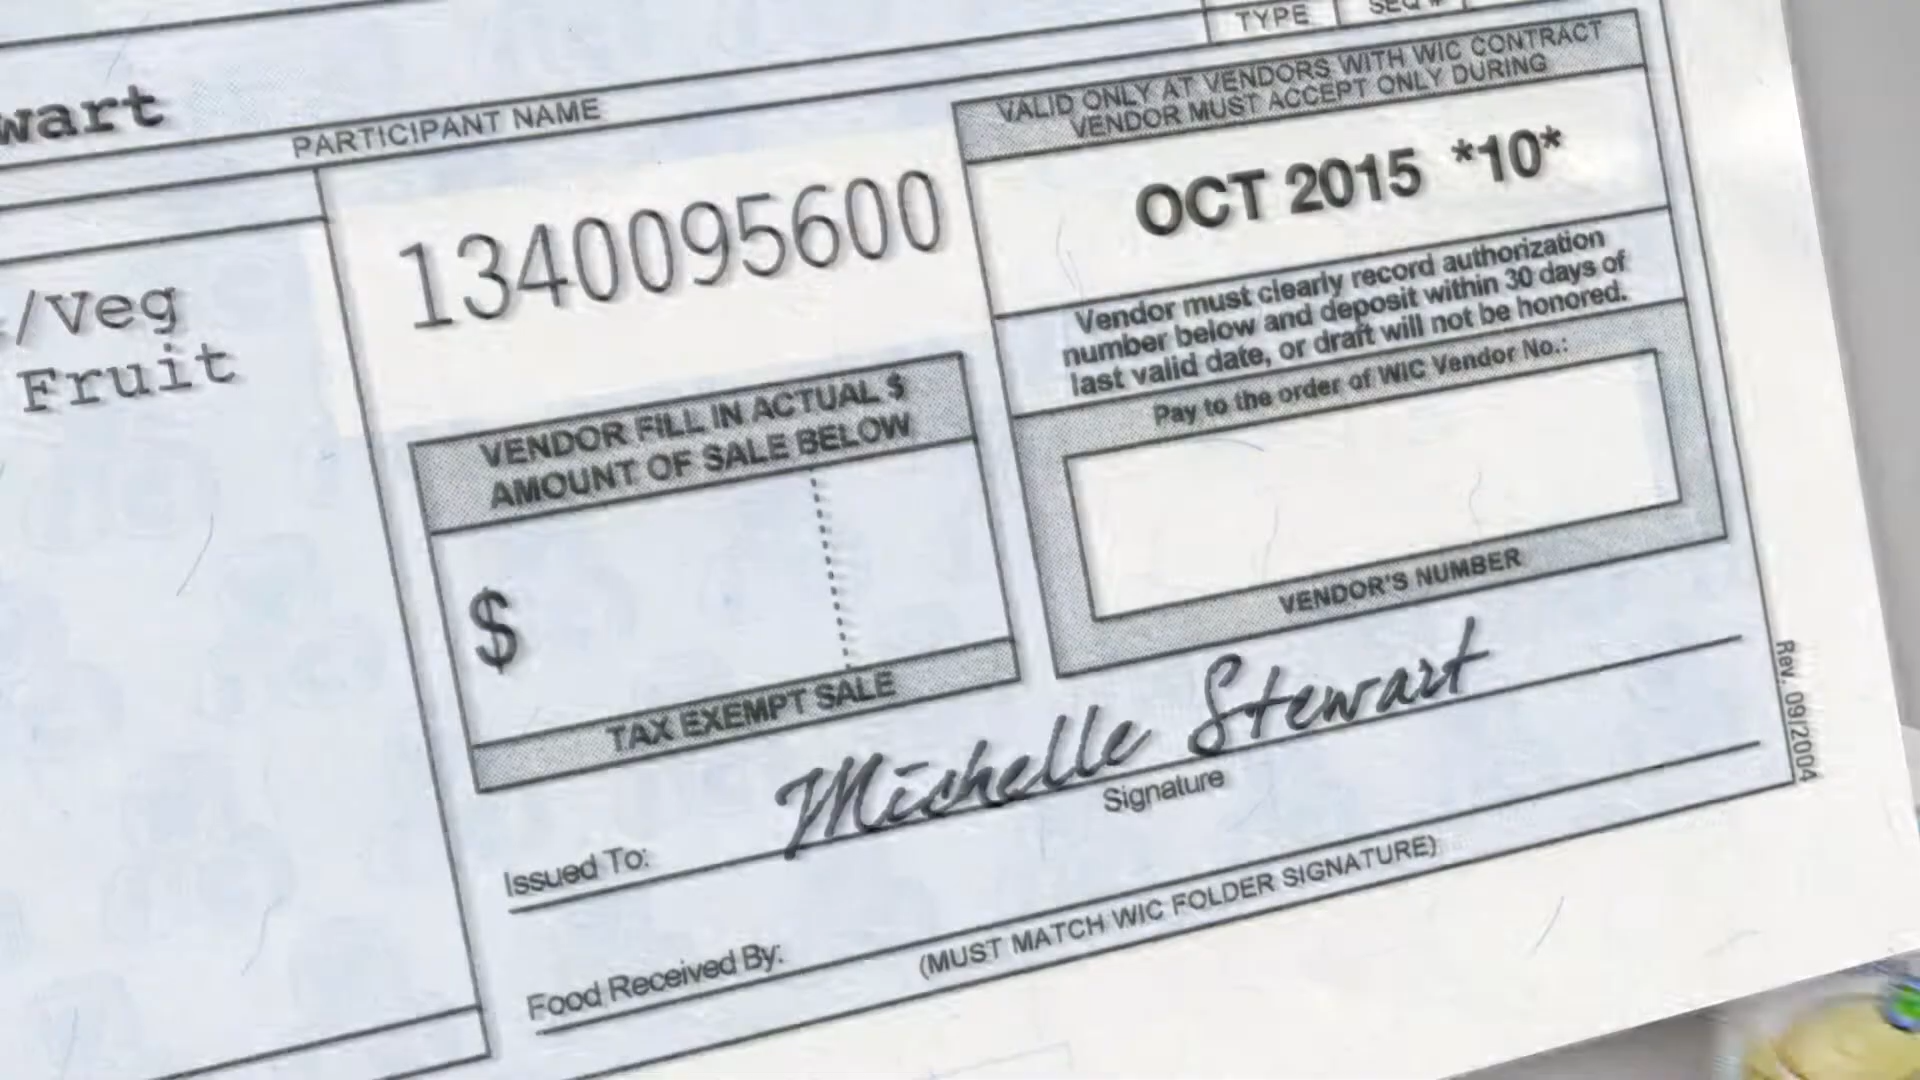 TYPE
SEQ #
wart
PARTICIPANT NAME
VALID ONLY AT VENDORS WITH WIC CONTRACT
VENDOR MUST ACCEPT ONLY DURING
1340095600
OCT 2015 *10*
/Veg
Fruit
Vendor must clearly record authorization
number below and deposit within 30 days of
last valid date, or draft will not be honored.
Pay to the order of WIC Vendor No.:
VENDOR FILL IN ACTUAL $
AMOUNT OF SALE BELOW
$
VENDOR'S NUMBER
TAX EXEMPT SALE
Michelle Stewart
Signature
Issued To:
Food Received By:
(MUST MATCH WIC FOLDER SIGNATURE)
Rev. 09/2004